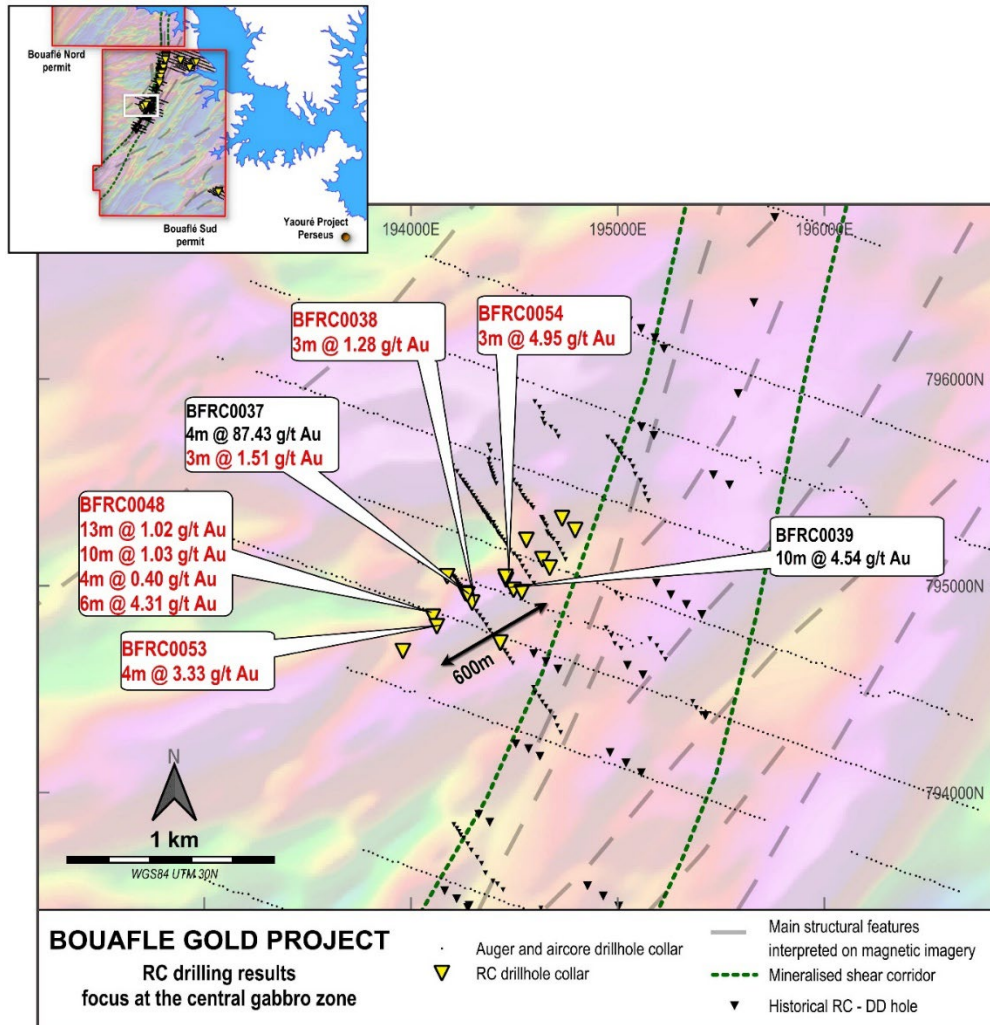 Bouaflé Nord
permit
Bouaflé Sud
permit
Yaouré Project
Perseus
194000E
195000E
196000E
BFRC0038
3m @ 1.28 g/t Au
BFRC0054
3m @ 4.95 g/t Au
796000N
BFRC0037
4m @ 87.43 g/t Au
3m @ 1.51 g/t Au
BFRC0048
13m @ 1.02 g/t Au
10m @ 1.03 g/t Au
4m @ 0.40 g/t Au
6m @ 4.31 g/t Au
BFRC0039
10m @ 4.54 g/t Au
795000N
BFRC0053
4m @ 3.33 g/t Au
600m
N
794000N
1 km
WGS84 UTM 30N
BOUAFLE GOLD PROJECT
RC drilling results
focus at the central gabbro zone
Auger and aircore drillhole collar
RC drillhole collar
Main structural features
interpreted on magnetic imagery
Mineralised shear corridor
Historical RC - DD hole